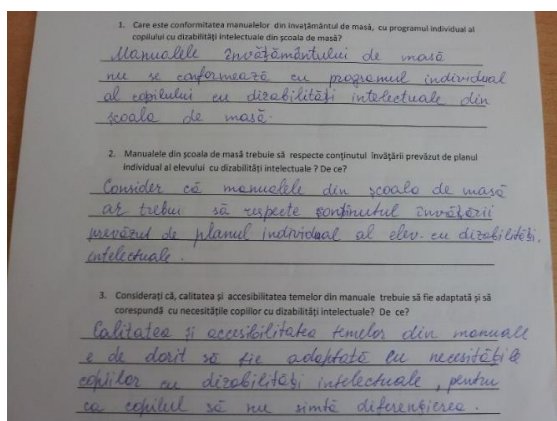 1. Care este conformitatea manualelor din invațământul de masă, cu programul individual al
copilului cu dizabilități intelectuale din școala de masă?
Manualele învățământului de masă
nu se conformează cu programul individual
al copilului cu dizabilități intelectuale din
școala de masă.
2. Manualele din școala de masă trebuie să respecte conținutul învățării prevăzut de planul
individual al elevului cu dizabilități intelectuale ? De ce?
Consider că manualele din școala de masă
ar trebui să respecte conținutul învățării
prevăzut de planul individual al elev. cu dizabilități
intelectuale.
3. Considerați că, calitatea și accesibilitatea temelor din manuale trebuie să fie adaptată și să
corespundă cu necesitățile copiilor cu dizabilități intelectuale? De ce?
Calitatea și accesibilitatea temelor din manuale
e de dorit să fie adaptată cu necesitățile
copiilor cu dizabilități intelectuale, pentru
ca copilul să nu simtă diferențierea.